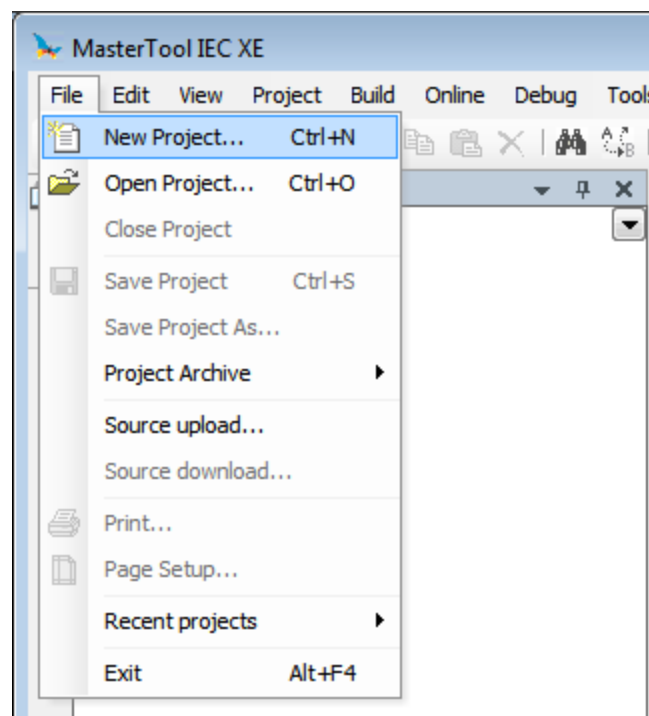 MasterTool IEC XE
File Edit View Project Build Online Debug Tools
New Project... Ctrl+N
Open Project... Ctrl+O
Close Project
Save Project Ctrl+S
Save Project As...
Project Archive
Source upload...
Source download...
Print...
Page Setup...
Recent projects
Exit Alt+F4